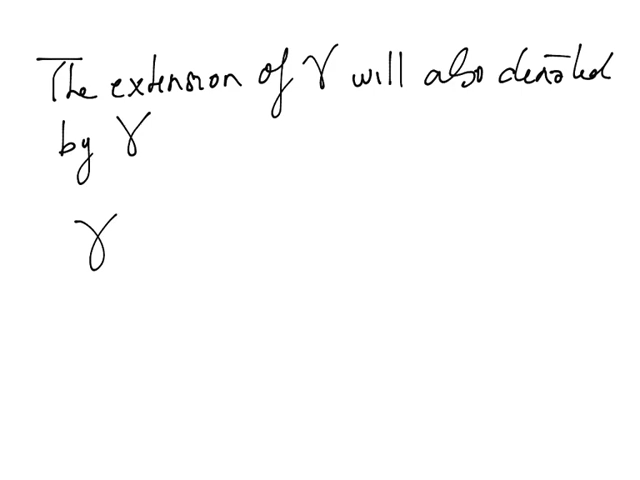 The extension of γ will also denoted
by γ
γ